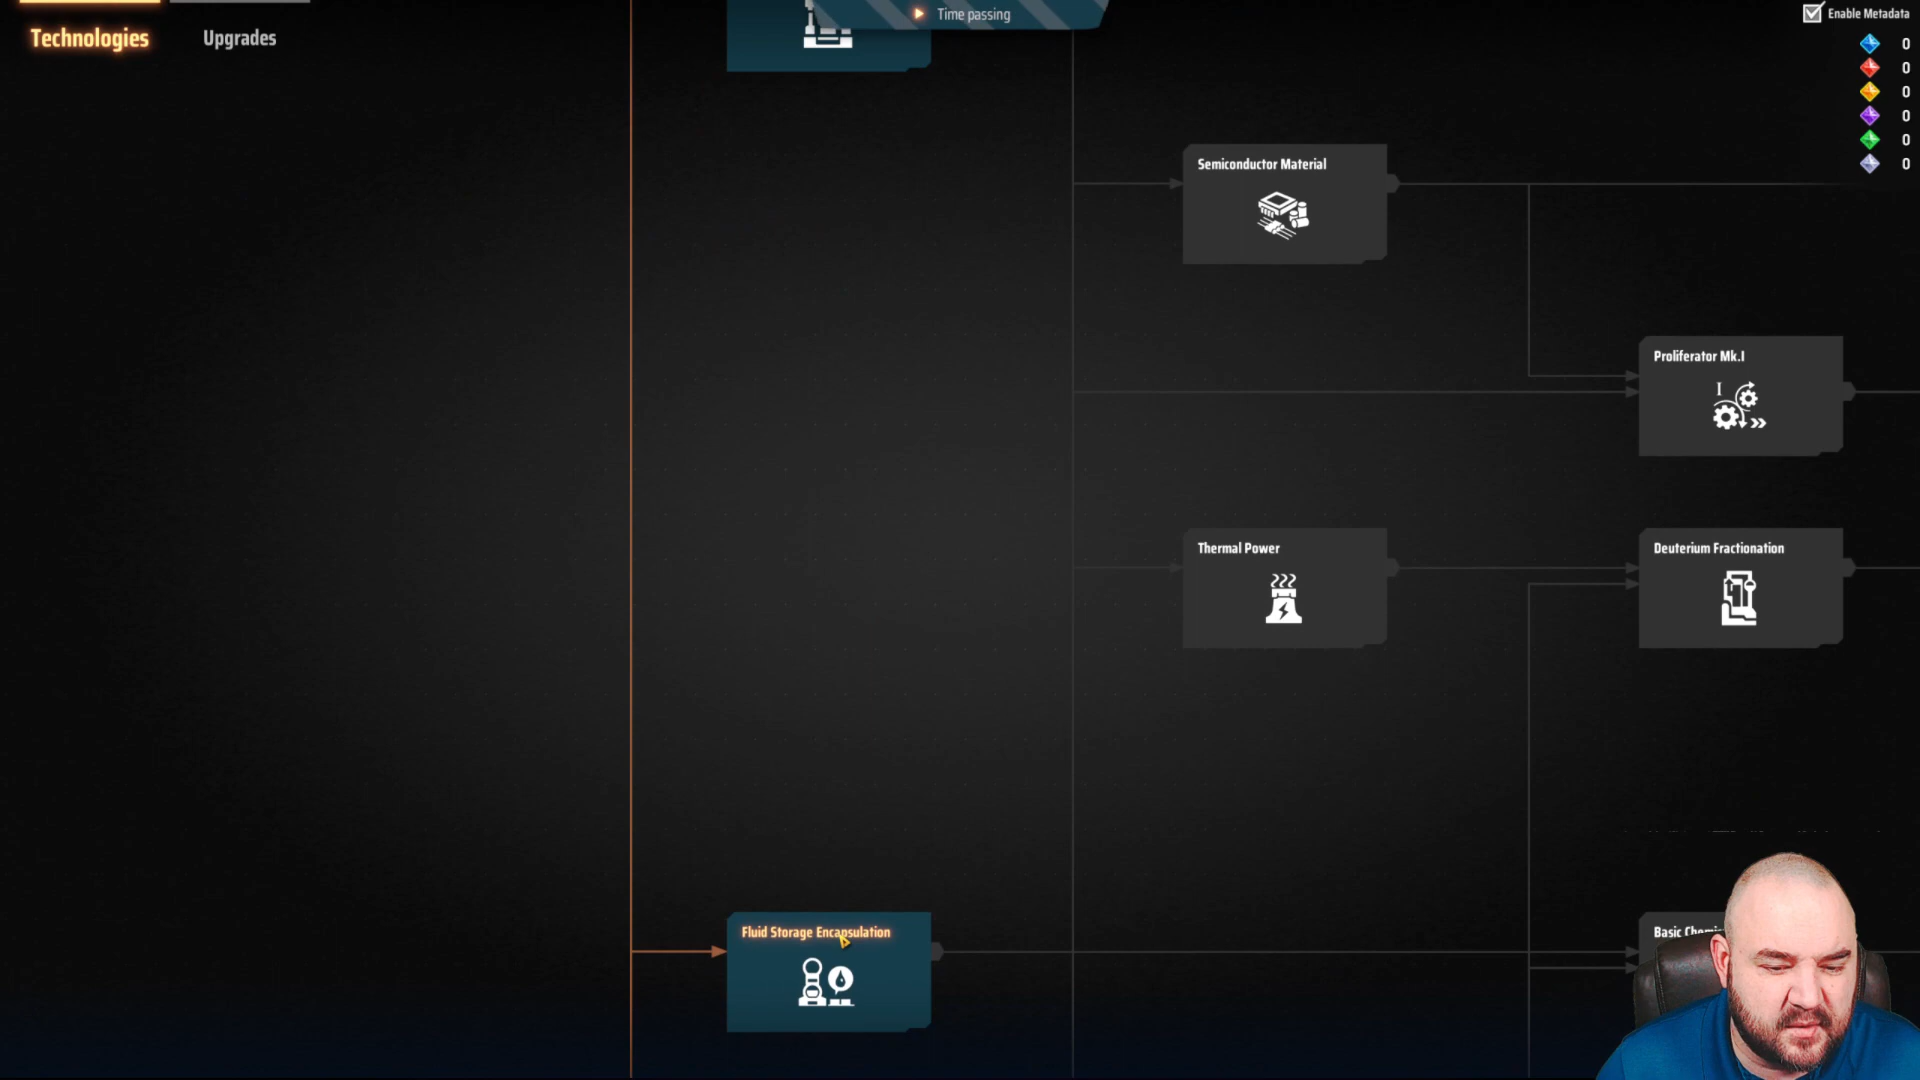 Time passing
Enable Metadata
Technologies
Upgrades
0
0
0
0
0
0
Semiconductor Material
Proliferator Mk.I
I
Thermal Power
Deuterium Fractionation
Fluid Storage Encapsulation
Basic